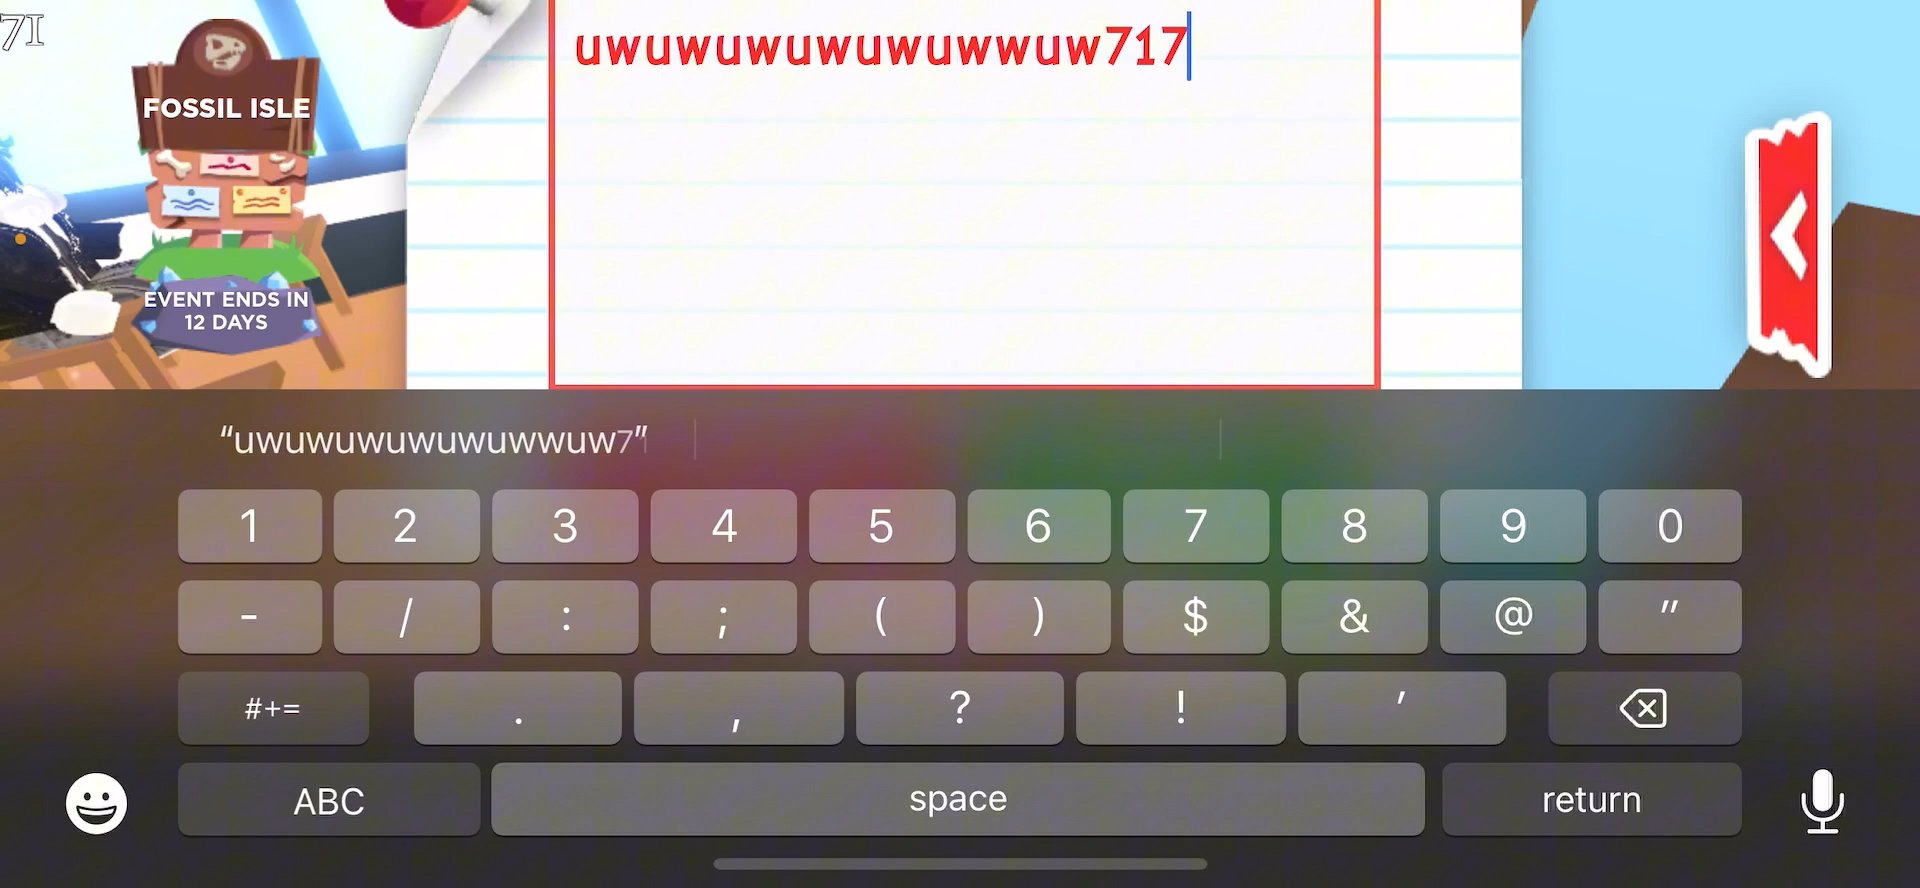 7I
uwuwuwuwuwuwwuw717
FOSSIL ISLE
EVENT ENDS IN
12 DAYS
“uwuwuwuwuwuwwuw7”
1 2 3 4 5 6 7 8 9 0
- / : ; ( ) $ & @ "
#+= . , ? ! '
ABC space return